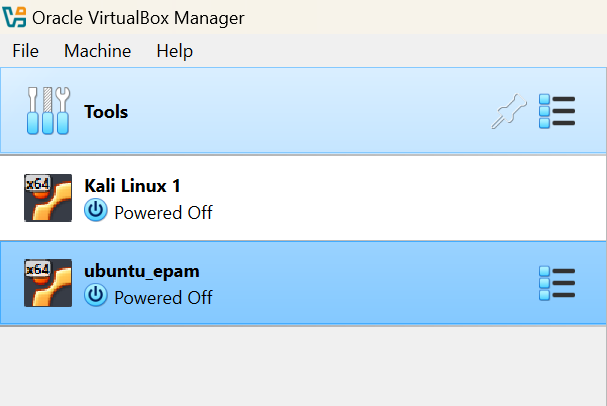 Oracle VirtualBox Manager
File Machine Help
Tools
x64
Kali Linux 1
Powered Off
x64
ubuntu_epam
Powered Off